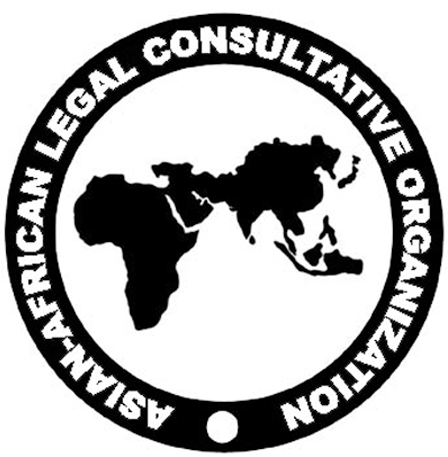 ASIAN-AFRICAN LEGAL CONSULTATIVE ORGANIZATION